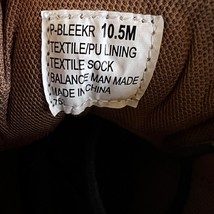 P-BLEEKR 10.5M
TEXTILE/PU LINING
TEXTILE SOCK
BALANCE MAN MADE
MADE IN CHINA